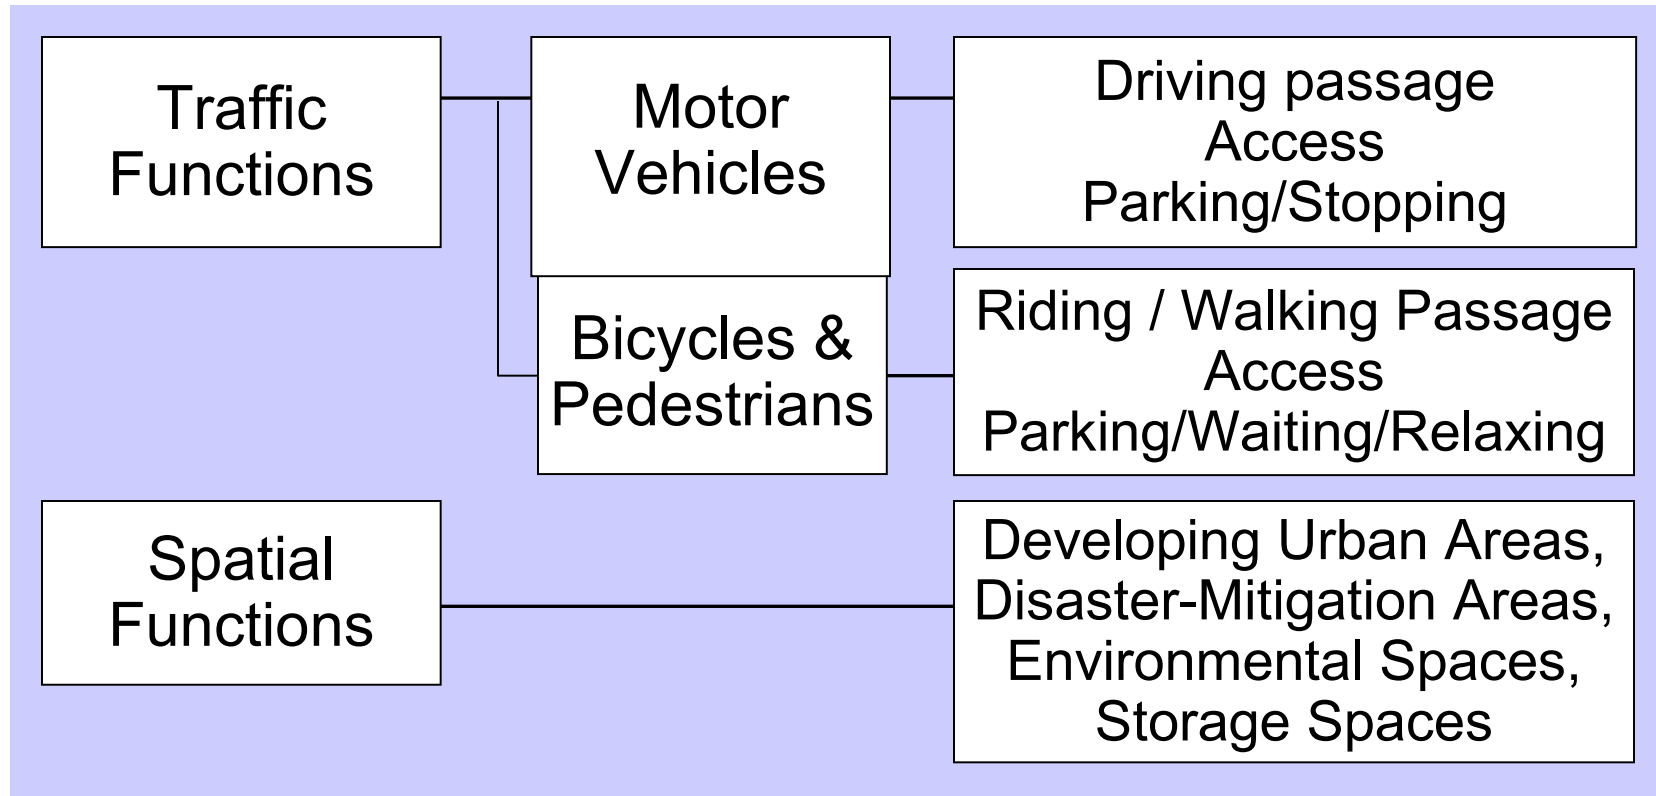 Traffic
Functions
Motor
Vehicles
Driving passage
Access
Parking/Stopping
Bicycles &
Pedestrians
Riding / Walking Passage
Access
Parking/Waiting/Relaxing
Spatial
Functions
Developing Urban Areas,
Disaster-Mitigation Areas,
Environmental Spaces,
Storage Spaces